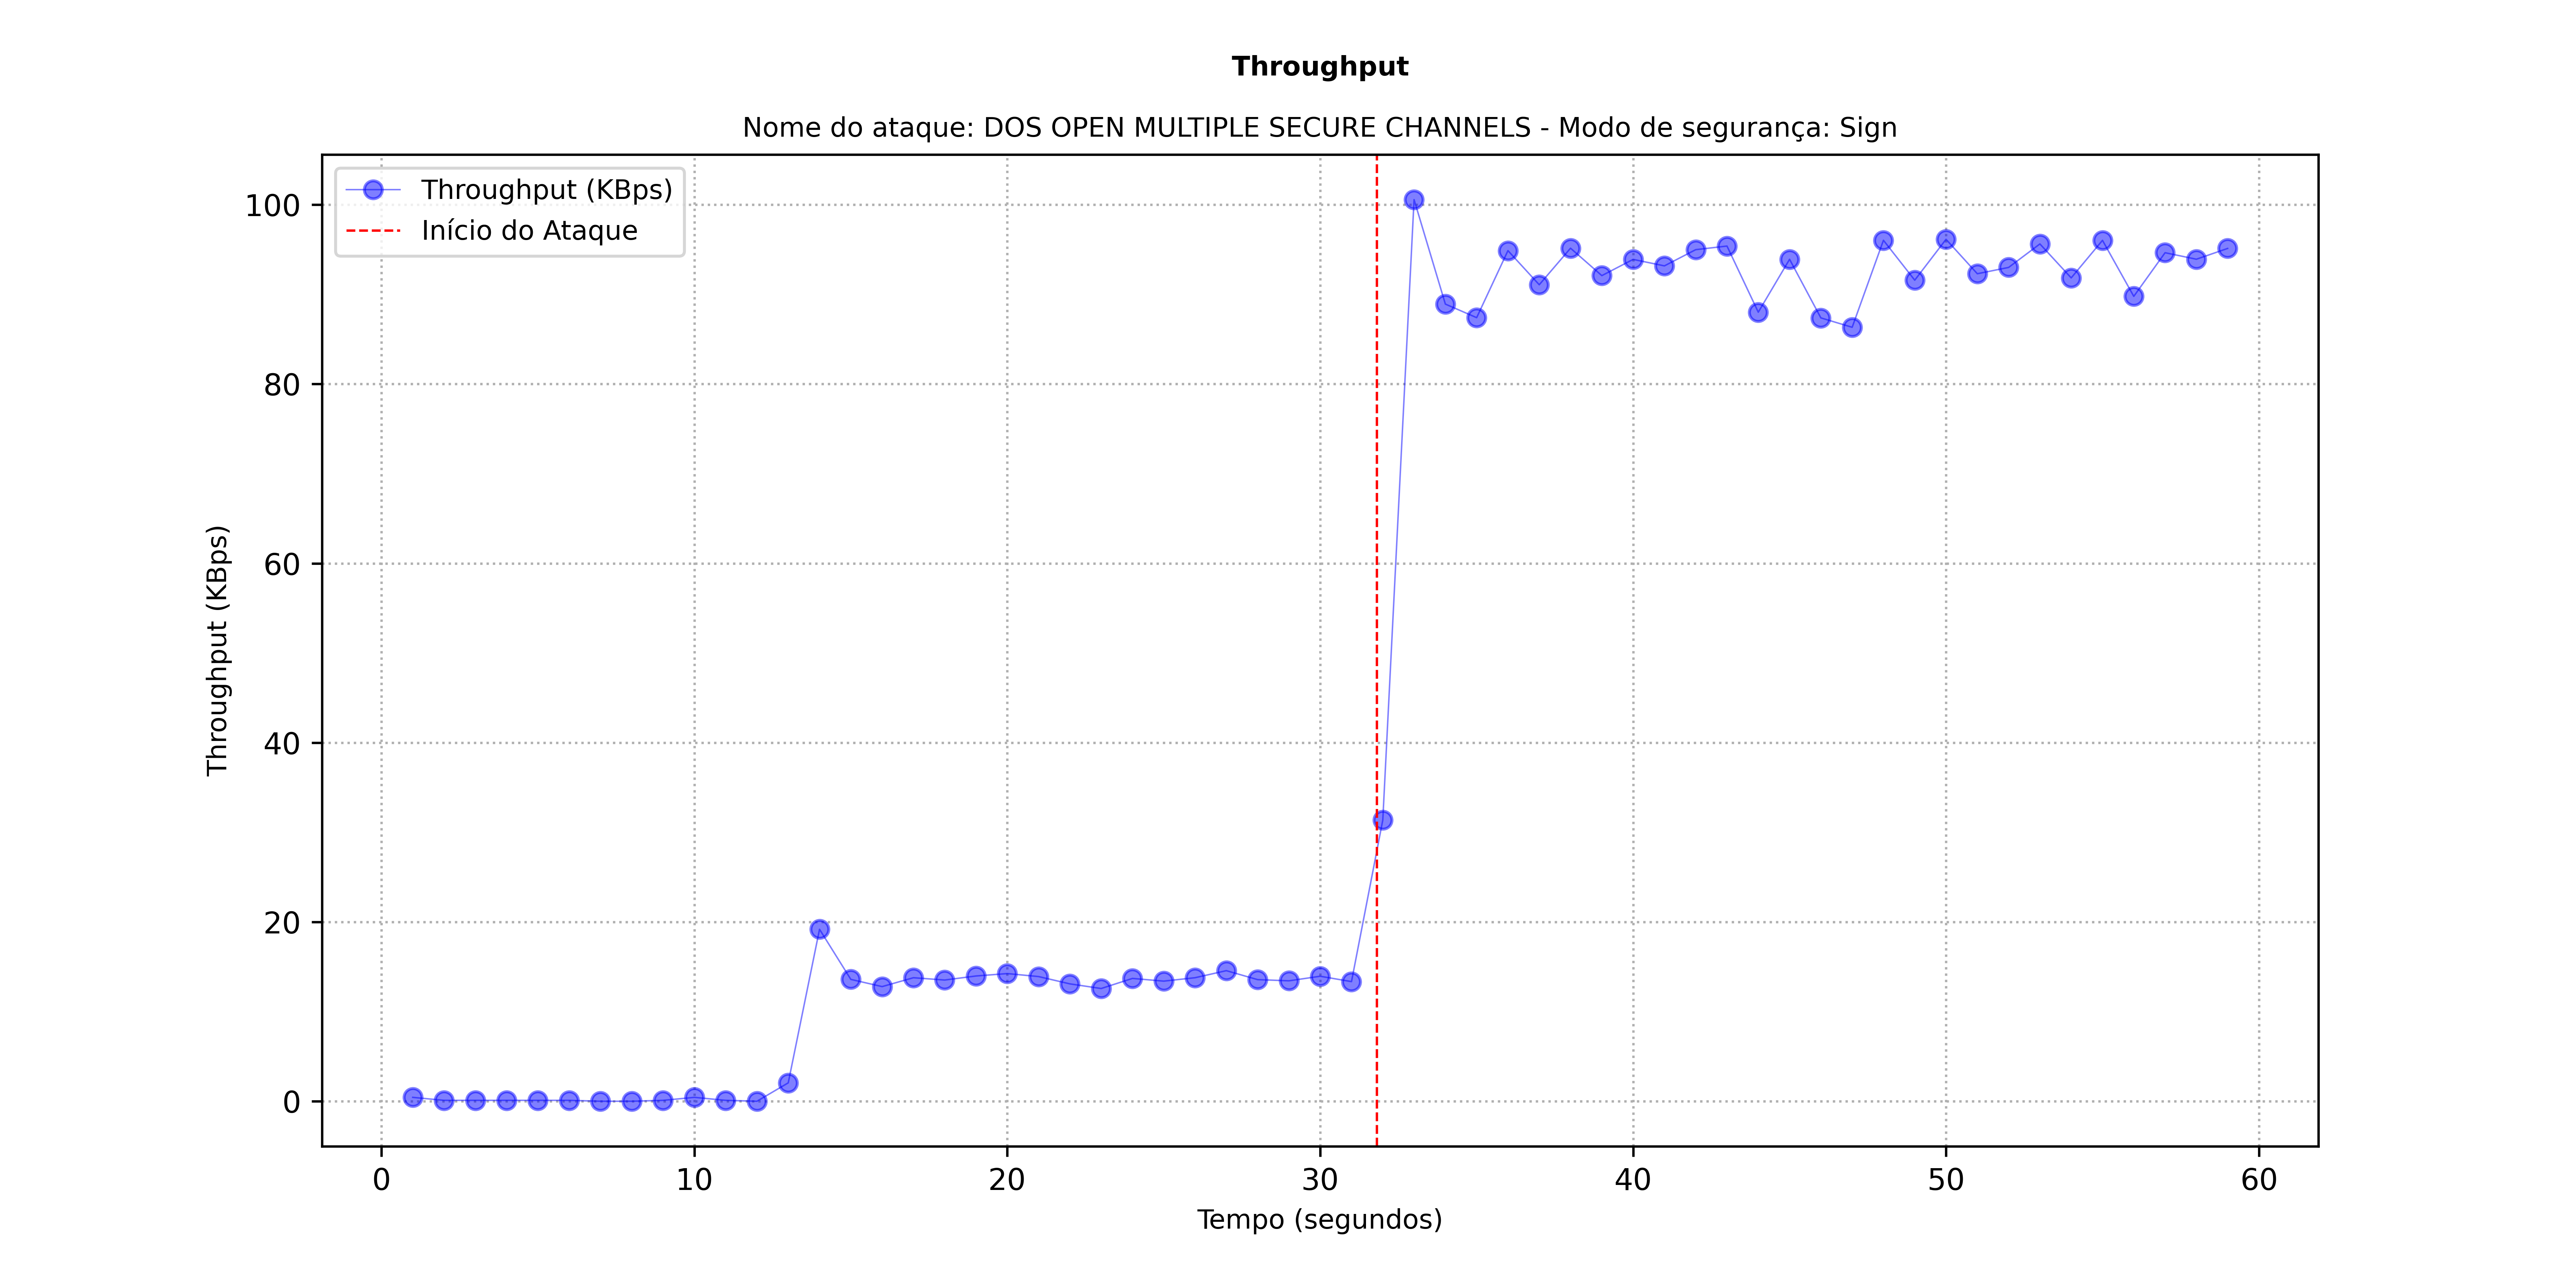 Throughput
Nome do ataque: DOS OPEN MULTIPLE SECURE CHANNELS - Modo de segurança: Sign
Throughput (KBps)
Início do Ataque
Throughput (KBps)
100
80
60
40
20
0
0 10 20 30 40 50 60
Tempo (segundos)